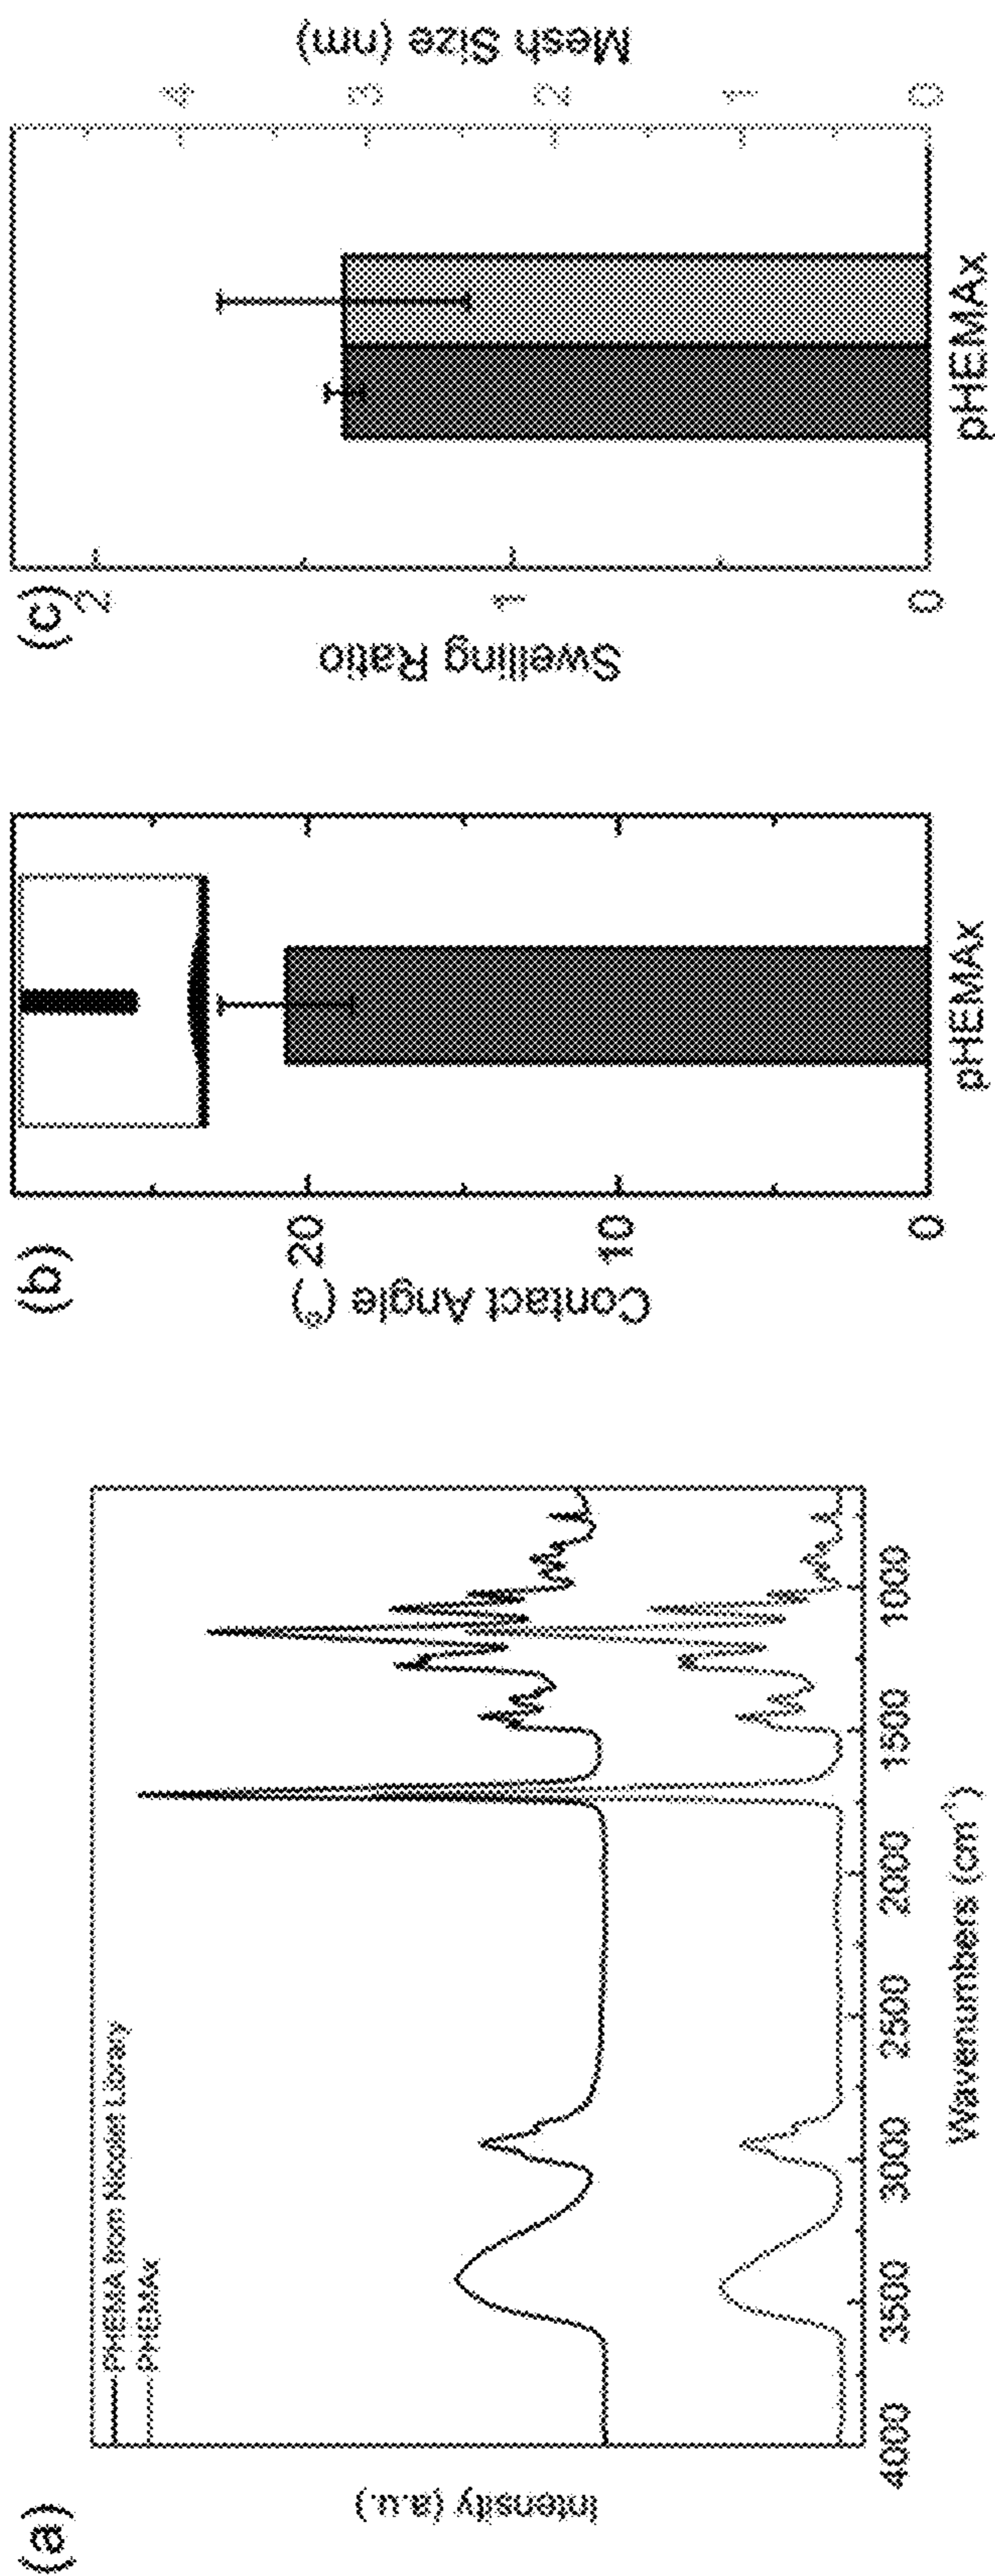 (a)
Intensity (a.u.)
PHEMA from Nicolet Library
PHEMAx
4000 3500 3000 2500 2000 1500 1000
Wavenumbers (cm⁻¹)
(b)
Contact Angle (°)
20
10
0
pHEMAx
(c)
Swelling Ratio
2
1
0
pHEMAx
4
3
2
1
0
Mesh Size (nm)